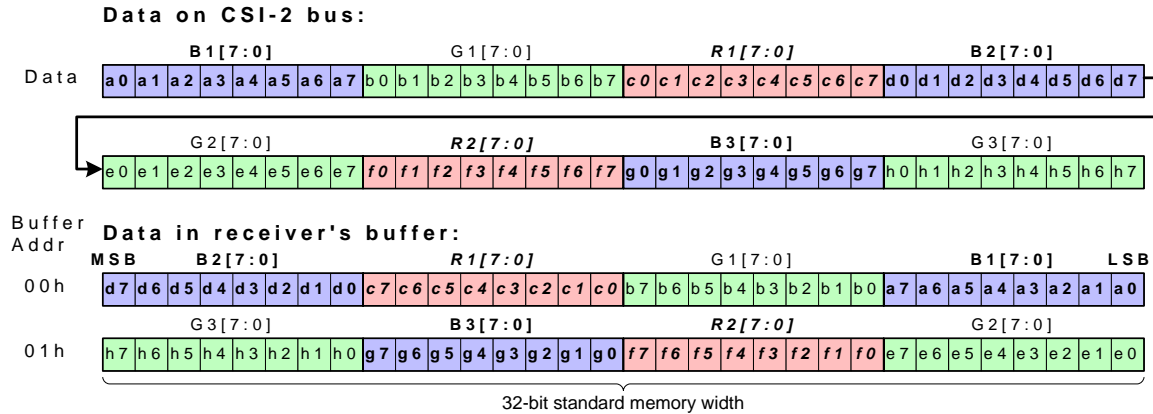 Data on CSI-2 bus:
B1[7:0] G1[7:0] R1[7:0] B2[7:0]
Data a0 a1 a2 a3 a4 a5 a6 a7 b0 b1 b2 b3 b4 b5 b6 b7 c0 c1 c2 c3 c4 c5 c6 c7 d0 d1 d2 d3 d4 d5 d6 d7
G2[7:0] R2[7:0] B3[7:0] G3[7:0]
e0 e1 e2 e3 e4 e5 e6 e7 f0 f1 f2 f3 f4 f5 f6 f7 g0 g1 g2 g3 g4 g5 g6 g7 h0 h1 h2 h3 h4 h5 h6 h7
Buffer
Addr
Data in receiver's buffer:
MSB B2[7:0] R1[7:0] G1[7:0] B1[7:0] LSB
00h d7 d6 d5 d4 d3 d2 d1 d0 c7 c6 c5 c4 c3 c2 c1 c0 b7 b6 b5 b4 b3 b2 b1 b0 a7 a6 a5 a4 a3 a2 a1 a0
G3[7:0] B3[7:0] R2[7:0] G2[7:0]
01h h7 h6 h5 h4 h3 h2 h1 h0 g7 g6 g5 g4 g3 g2 g1 g0 f7 f6 f5 f4 f3 f2 f1 f0 e7 e6 e5 e4 e3 e2 e1 e0
32-bit standard memory width